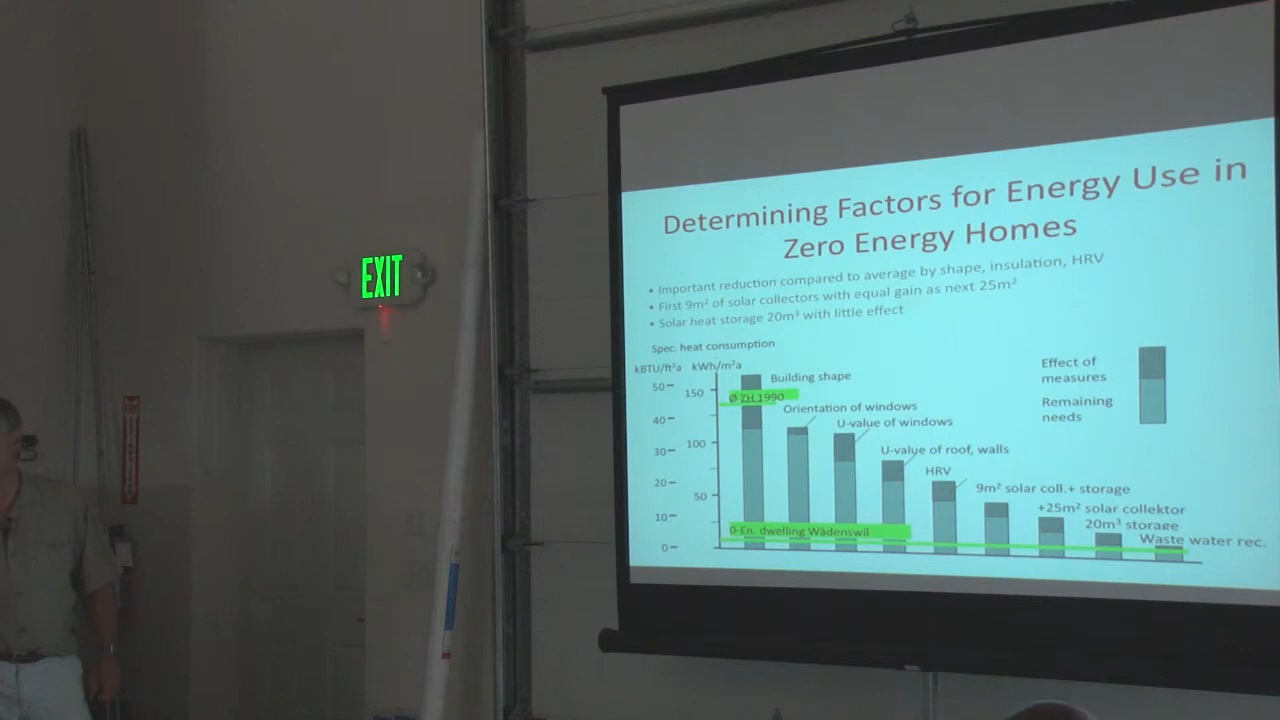 EXIT
Determining Factors for Energy Use in
Zero Energy Homes
• Important reduction compared to average by shape, insulation, HRV
• First 9m² of solar collectors with equal gain as next 25m²
• Solar heat storage 20m³ with little effect
Spec. heat consumption
kBTU/ft²a kWh/m²a
50
40
30
20
10
0
150
100
50
Building shape
Ø ZH 1990
Orientation of windows
U-value of windows
U-value of roof, walls
HRV
9m² solar coll.+ storage
+25m² solar collektor
20m³ storage
Waste water rec.
0-En. dwelling Wädenswil
Effect of
measures
Remaining
needs